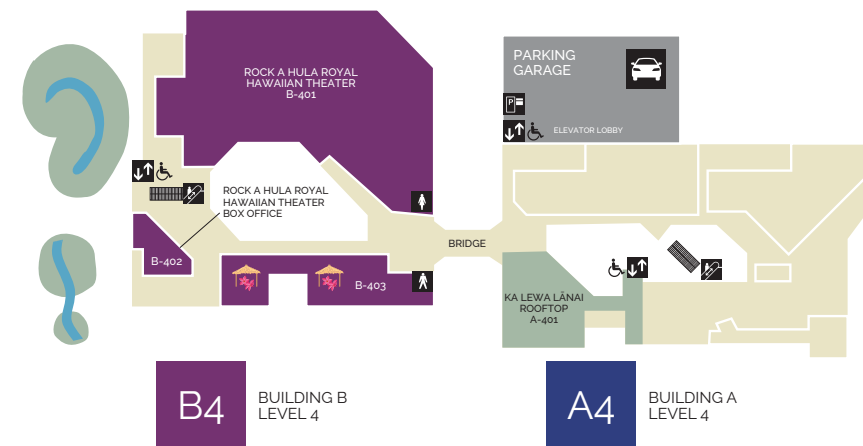 ROCK A HULA ROYAL
HAWAIIAN THEATER
B-401
PARKING
GARAGE
P
ELEVATOR LOBBY
ROCK A HULA ROYAL
HAWAIIAN THEATER
BOX OFFICE
BRIDGE
B-402
B-403
KA LEWA LĀNAI
ROOFTOP
A-401
B4
BUILDING B
LEVEL 4
A4
BUILDING A
LEVEL 4